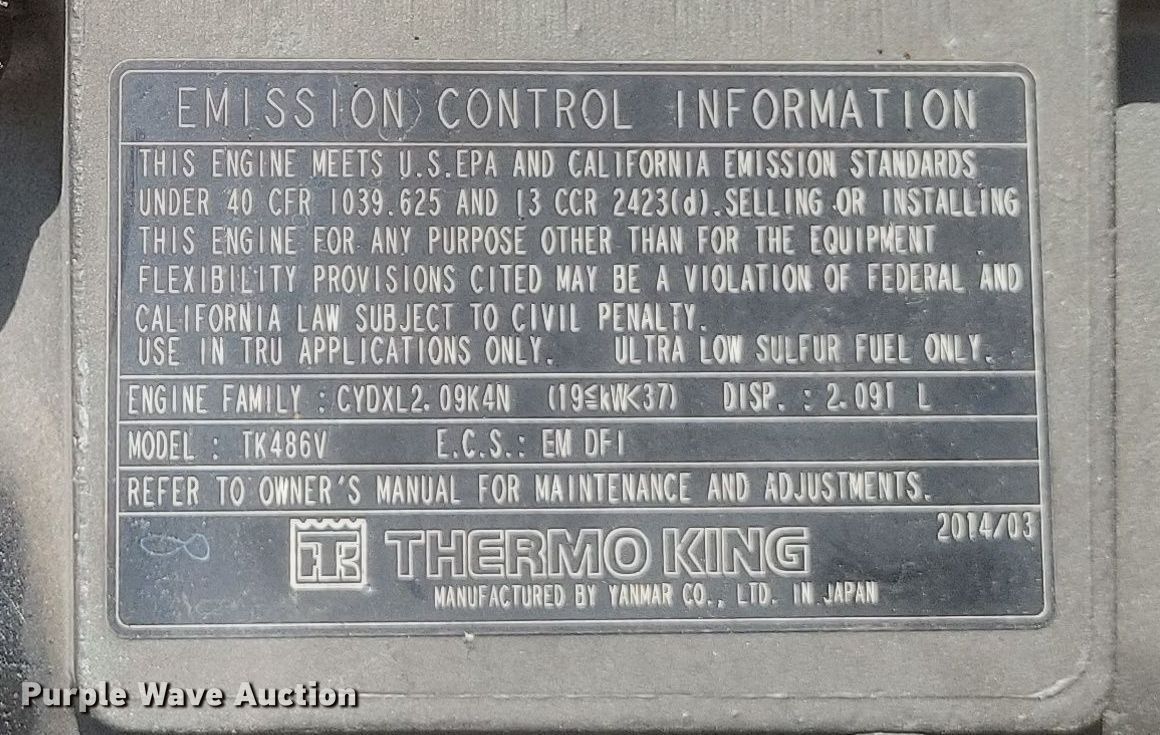 EMISSION CONTROL INFORMATION
THIS ENGINE MEETS U.S.EPA AND CALIFORNIA EMISSION STANDARDS
UNDER 40 CFR 1039.625 AND 13 CCR 2423(d).SELLING OR INSTALLING
THIS ENGINE FOR ANY PURPOSE OTHER THAN FOR THE EQUIPMENT
FLEXIBILITY PROVISIONS CITED MAY BE A VIOLATION OF FEDERAL AND
CALIFORNIA LAW SUBJECT TO CIVIL PENALTY.
USE IN TRU APPLICATIONS ONLY. ULTRA LOW SULFUR FUEL ONLY.
ENGINE FAMILY : CYDXL2.09K4N (19≦kW<37) DISP. : 2.091 L
MODEL : TK486V E.C.S.: EM DFI
REFER TO OWNER'S MANUAL FOR MAINTENANCE AND ADJUSTMENTS.
2014/03
TK THERMO KING
MANUFACTURED BY YANMAR CO., LTD. IN JAPAN
Purple Wave Auction